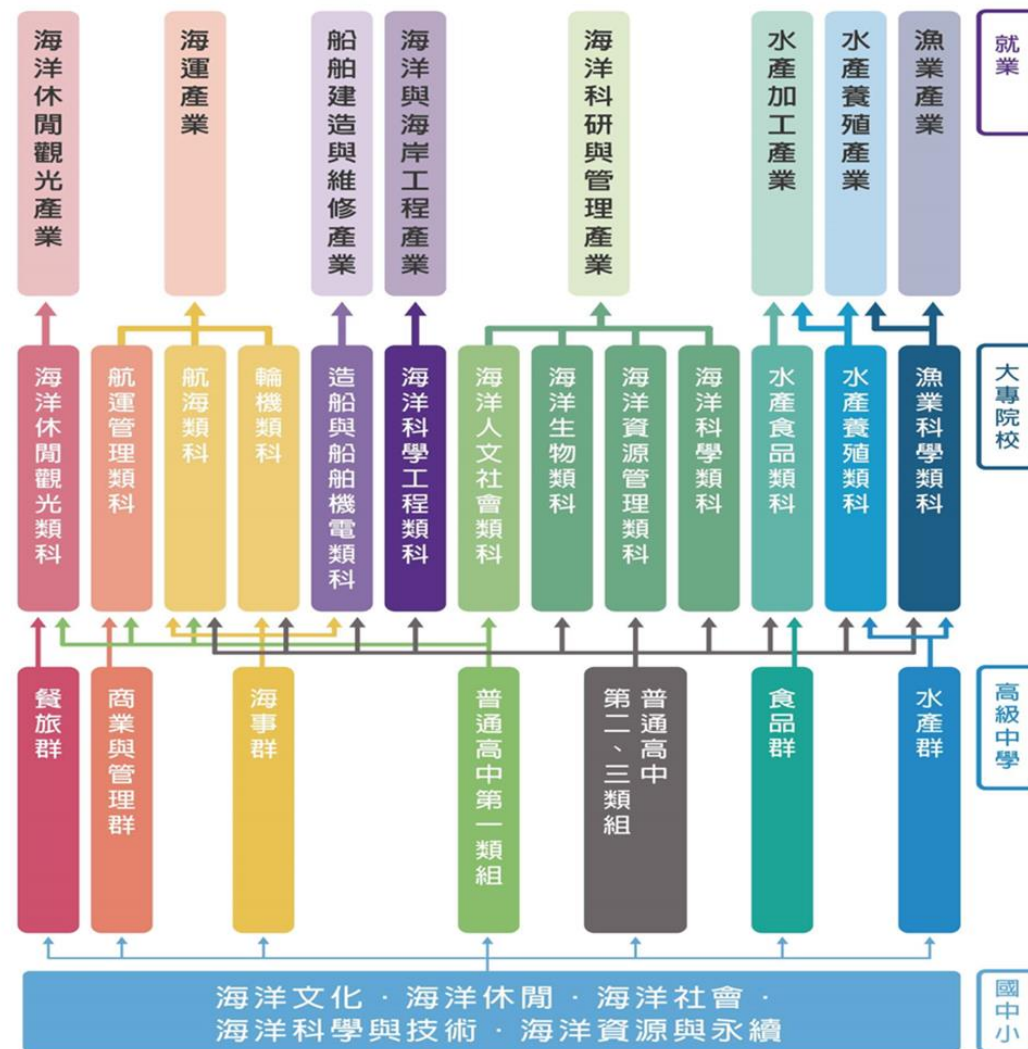 海洋休閒觀光產業
海運產業
船舶建造與維修產業
海洋與海岸工程產業
海洋科研與管理產業
水產加工產業
水產養殖產業
漁業產業
就業
海洋休閒觀光類科
航運管理類科
航海類科
輪機類科
造船與船舶機電類科
海洋科學工程類科
海洋人文社會類科
海洋生物類科
海洋資源管理類科
海洋科學類科
水產食品類科
水產養殖類科
漁業科學類科
大專院校
餐旅群
商業與管理群
海事群
普通高中第一類組
普通高中
第二、三類組
食品群
水產群
高級中學
海洋文化．海洋休閒．海洋社會．
海洋科學與技術．海洋資源與永續
國中小